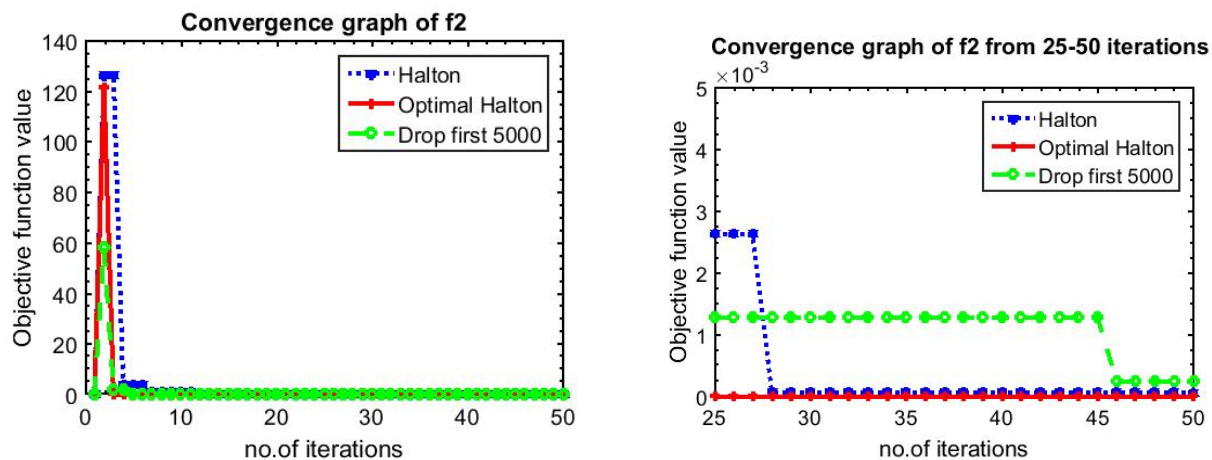 Convergence graph of f2
140
120
100
80
60
40
20
0
Objective function value
Halton
Optimal Halton
Drop first 5000
0 10 20 30 40 50
no.of iterations
Convergence graph of f2 from 25-50 iterations
×10⁻³
5
4
3
2
1
0
Objective function value
Halton
Optimal Halton
Drop first 5000
25 30 35 40 45 50
no.of iterations